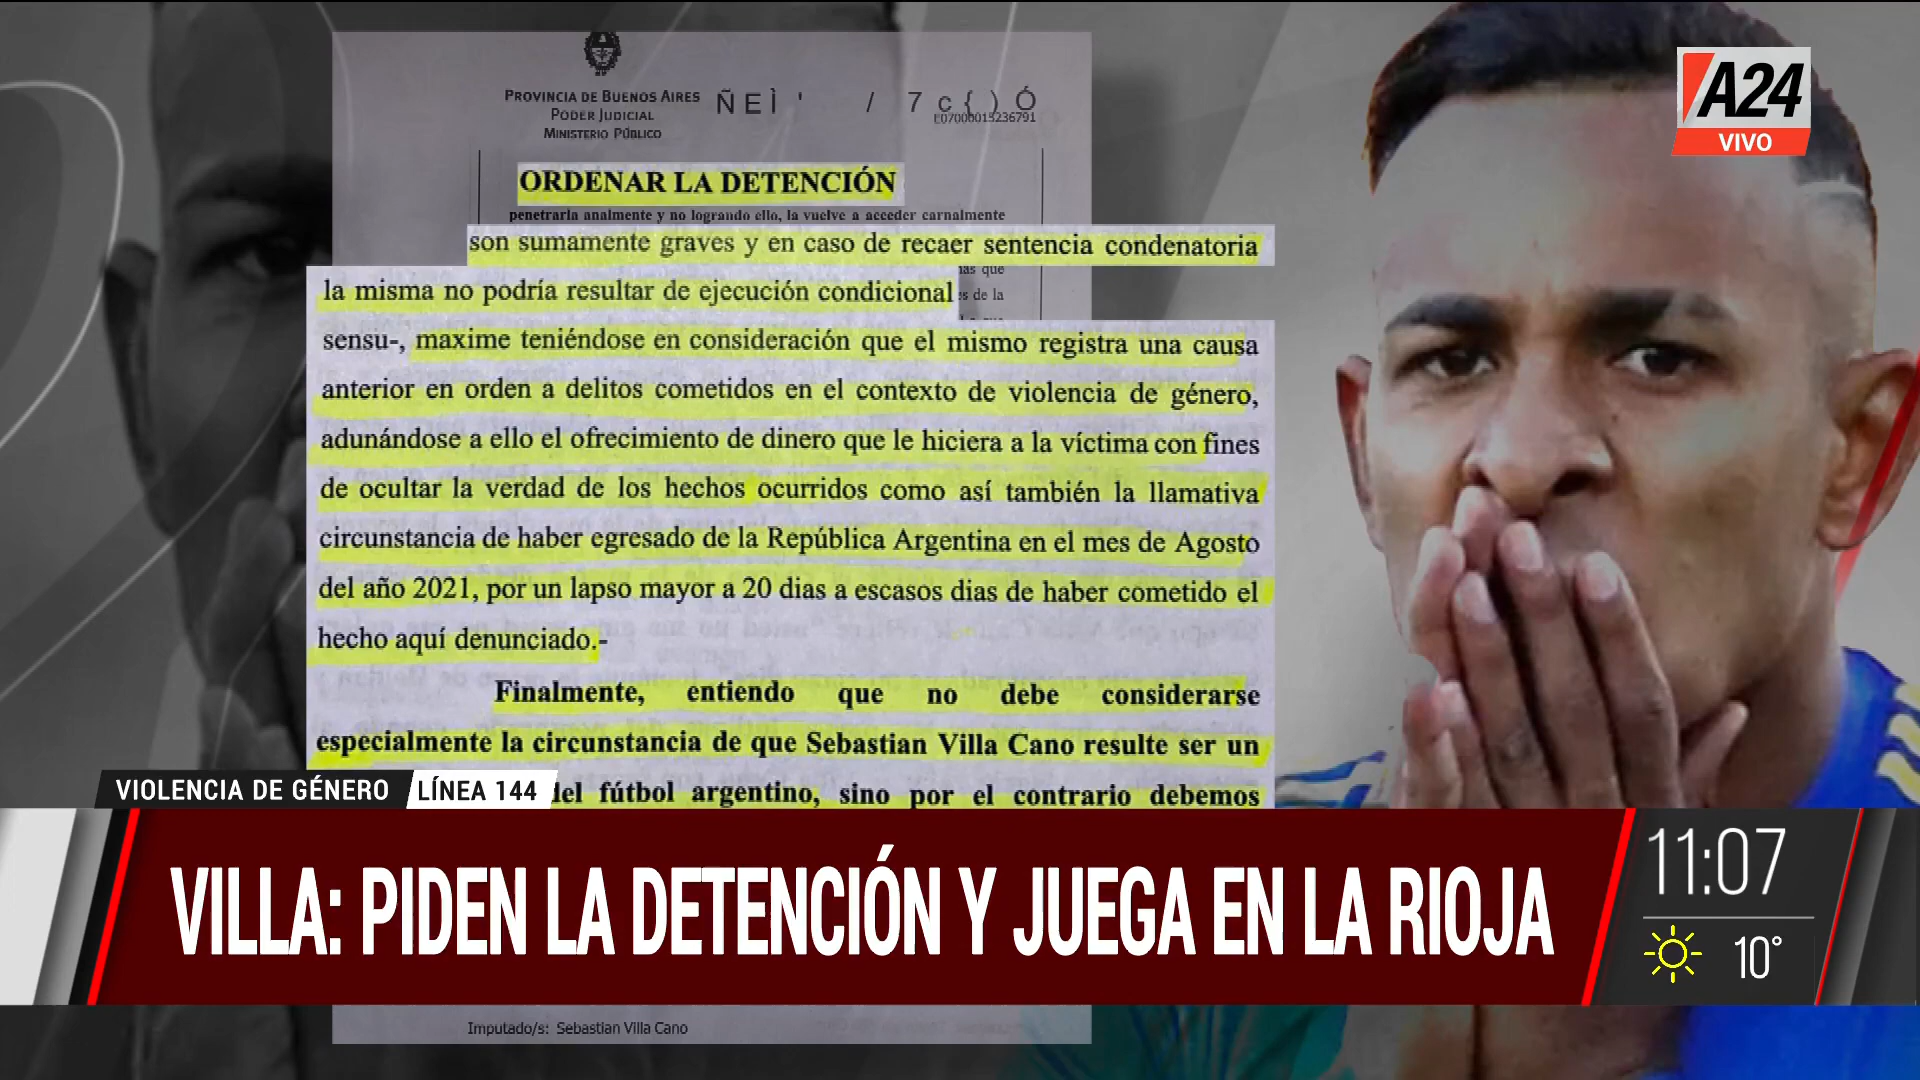 PROVINCIA DE BUENOS AIRES
PODER JUDICIAL
MINISTERIO PÚBLICO
ÑEÌ ' / 7 c { ) Ó
E07000015236791
A24
VIVO
ORDENAR LA DETENCIÓN
penetrarla analmente y no logrando ello, la vuelve a acceder carnalmente
son sumamente graves y en caso de recaer sentencia condenatoria
que
la misma no podría resultar de ejecución condicional
de la
sensu-, maxime teniéndose en consideración que el mismo registra una causa
anterior en orden a delitos cometidos en el contexto de violencia de género,
adunándose a ello el ofrecimiento de dinero que le hiciera a la víctima con fines
de ocultar la verdad de los hechos ocurridos como así también la llamativa
circunstancia de haber egresado de la República Argentina en el mes de Agosto
del año 2021, por un lapso mayor a 20 dias a escasos dias de haber cometido el
hecho aquí denunciado.-
Finalmente, entiendo que no debe considerarse
especialmente la circunstancia de que Sebastian Villa Cano resulte ser un
del fútbol argentino, sino por el contrario debemos
VIOLENCIA DE GÉNERO LÍNEA 144
VILLA: PIDEN LA DETENCIÓN Y JUEGA EN LA RIOJA
11:07
10°
Imputado/s: Sebastian Villa Cano